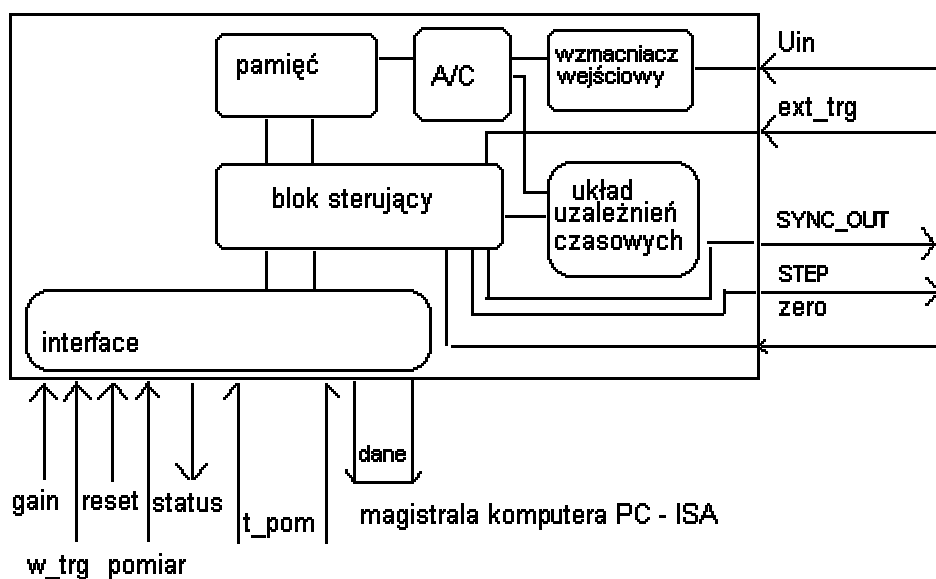 Uin
pamięć
A/C
wzmacniacz
wejściowy
ext_trg
blok sterujący
układ
uzależnień
czasowych
SYNC_OUT
STEP
zero
interface
dane
gain
reset
status
t_pom
magistrala komputera PC - ISA
w_trg
pomiar